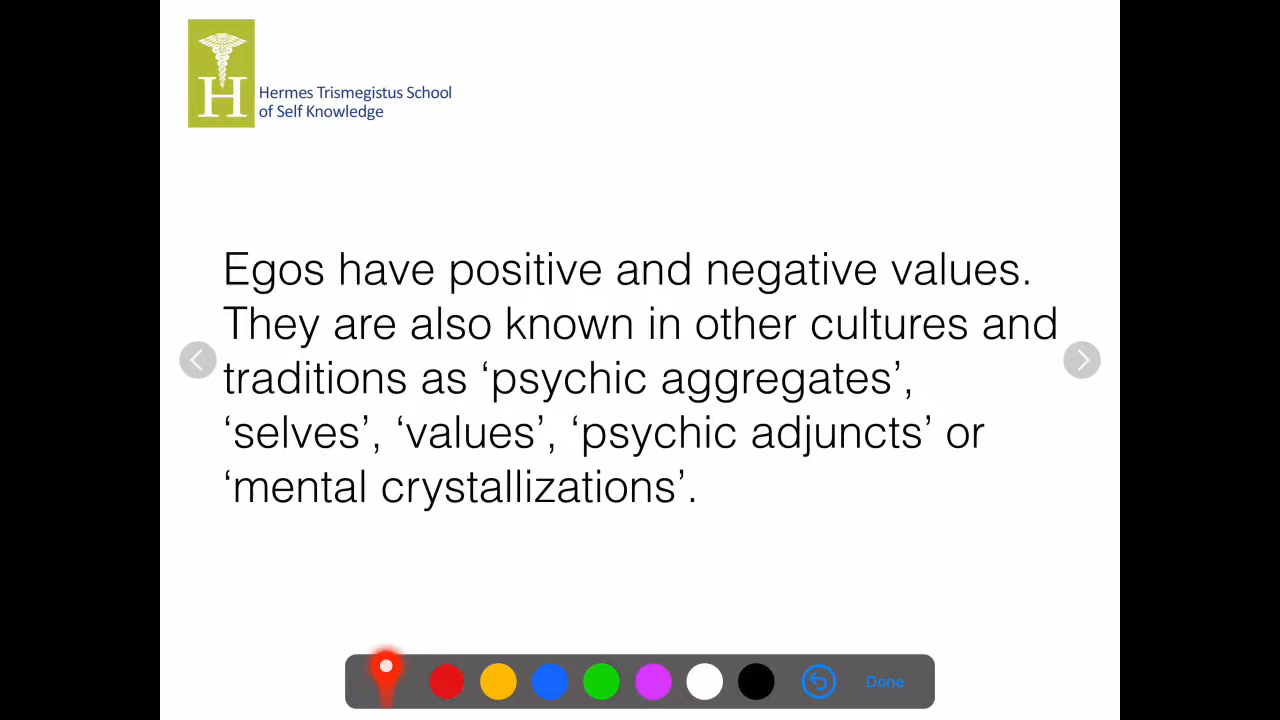 H
Hermes Trismegistus School
of Self Knowledge
Egos have positive and negative values.
They are also known in other cultures and
traditions as ‘psychic aggregates’,
‘selves’, ‘values’, ‘psychic adjuncts’ or
‘mental crystallizations’.
Done